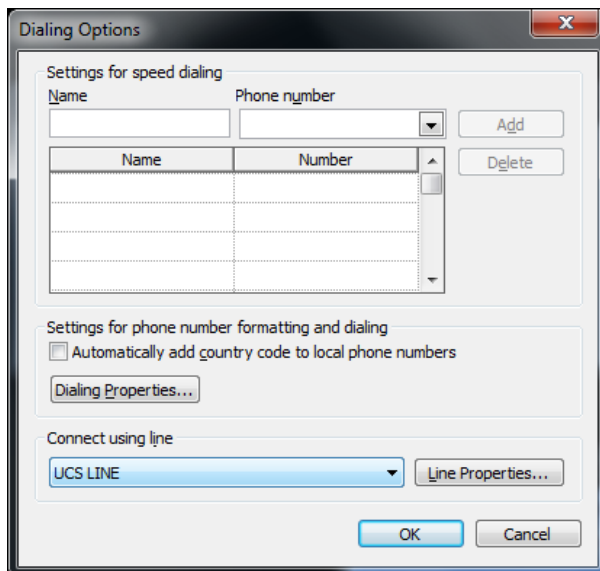 Dialing Options
Settings for speed dialing
Name Phone number
Add
Name Number
Delete
Settings for phone number formatting and dialing
Automatically add country code to local phone numbers
Dialing Properties...
Connect using line
UCS LINE Line Properties...
OK Cancel